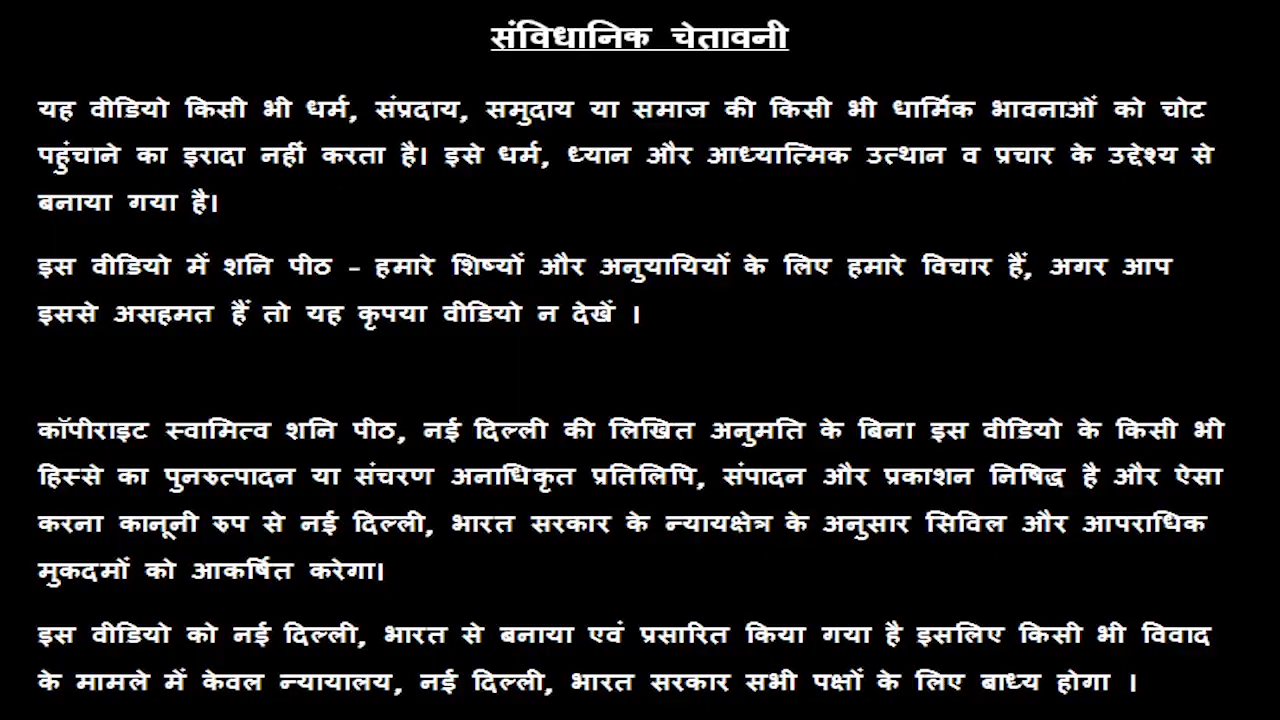 संविधानिक चेतावनी
यह वीडियो किसी भी धर्म, संप्रदाय, समुदाय या समाज की किसी भी धार्मिक भावनाओं को चोट
पहुंचाने का इरादा नहीं करता है। इसे धर्म, ध्यान और आध्यात्मिक उत्थान व प्रचार के उद्देश्य से
बनाया गया है।
इस वीडियो में शनि पीठ – हमारे शिष्यों और अनुयायियों के लिए हमारे विचार हैं, अगर आप
इससे असहमत हैं तो यह कृपया वीडियो न देखें ।
कॉपीराइट स्वामित्व शनि पीठ, नई दिल्ली की लिखित अनुमति के बिना इस वीडियो के किसी भी
हिस्से का पुनरुत्पादन या संचरण अनाधिकृत प्रतिलिपि, संपादन और प्रकाशन निषिद्ध है और ऐसा
करना कानूनी रुप से नई दिल्ली, भारत सरकार के न्यायक्षेत्र के अनुसार सिविल और आपराधिक
मुकदमों को आकर्षित करेगा।
इस वीडियो को नई दिल्ली, भारत से बनाया एवं प्रसारित किया गया है इसलिए किसी भी विवाद
के मामले में केवल न्यायालय, नई दिल्ली, भारत सरकार सभी पक्षों के लिए बाध्य होगा ।